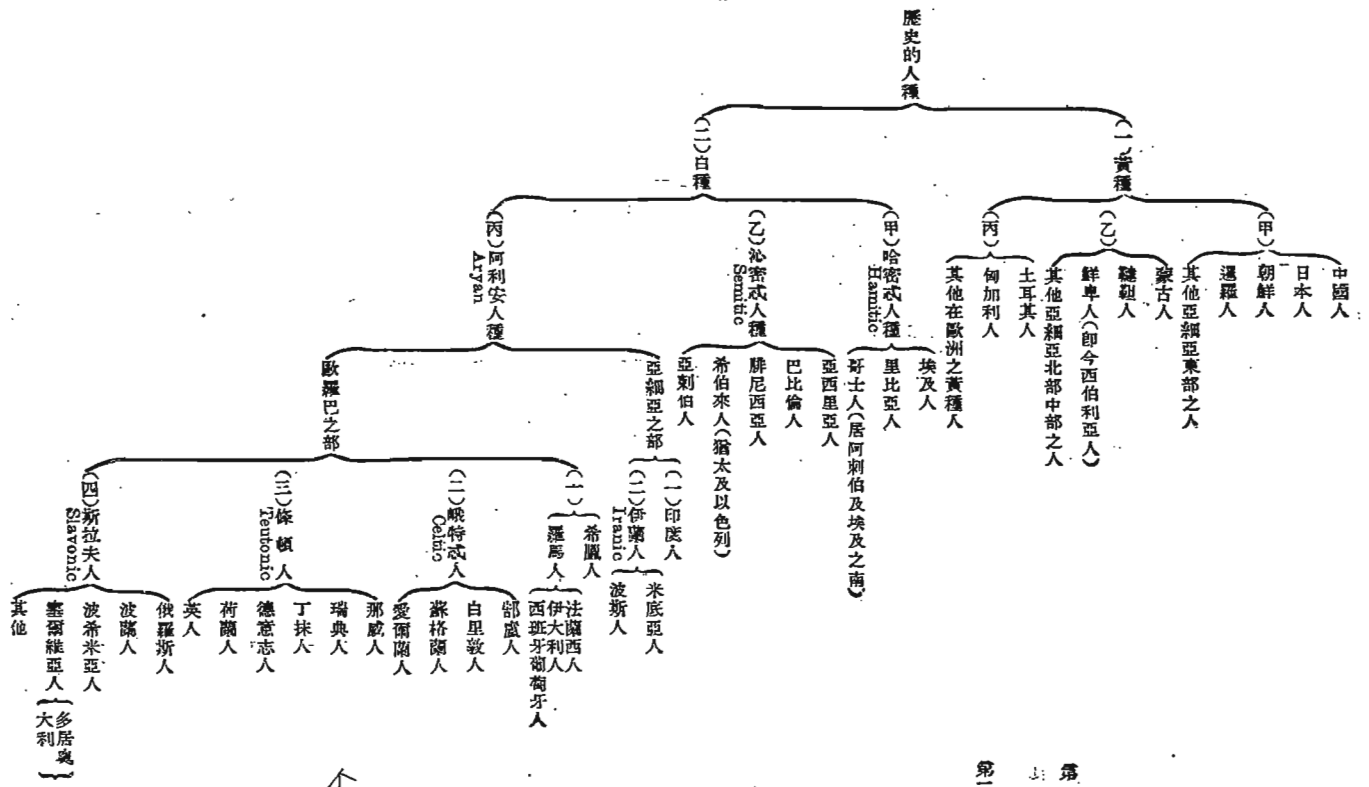 歷史的人種
(一)黃種
(甲)
中國人
日本人
朝鮮人
暹羅人
其他亞細亞東部之人
(乙)
蒙古人
韃靼人
鮮卑人(卽今西伯利亞人)
其他亞細亞北部中部之人
(丙)
土耳其人
匈加利人
其他在歐洲之黃種人
(二)白種
(甲)哈密忒人種
Hamitic
埃及人
里比亞人
哥士人(居阿剌伯及埃及之南)
(乙)沁密忒人種
Semitic
亞西里亞人
巴比倫人
腓尼西亞人
希伯來人(猶太及以色列)
亞剌伯人
(丙)阿利安人種
Aryan
亞細亞之部
(一)印度人
(二)伊蘭人
Iranic
米底亞人
波斯人
歐羅巴之部
(一)
希臘人
羅馬人
法蘭西人
伊大利人
西班牙葡萄牙人
(二)峨特忒人
Celtic
郜盧人
白里敦人
蘇格蘭人
愛爾蘭人
(三)條頓人
Teutonic
那威人
瑞典人
丁抹人
德意志人
荷蘭人
英人
(四)斯拉夫人
Slavonic
俄羅斯人
波蘭人
波希米亞人
塞爾維亞人
多居奧
大利
其他
第
第一